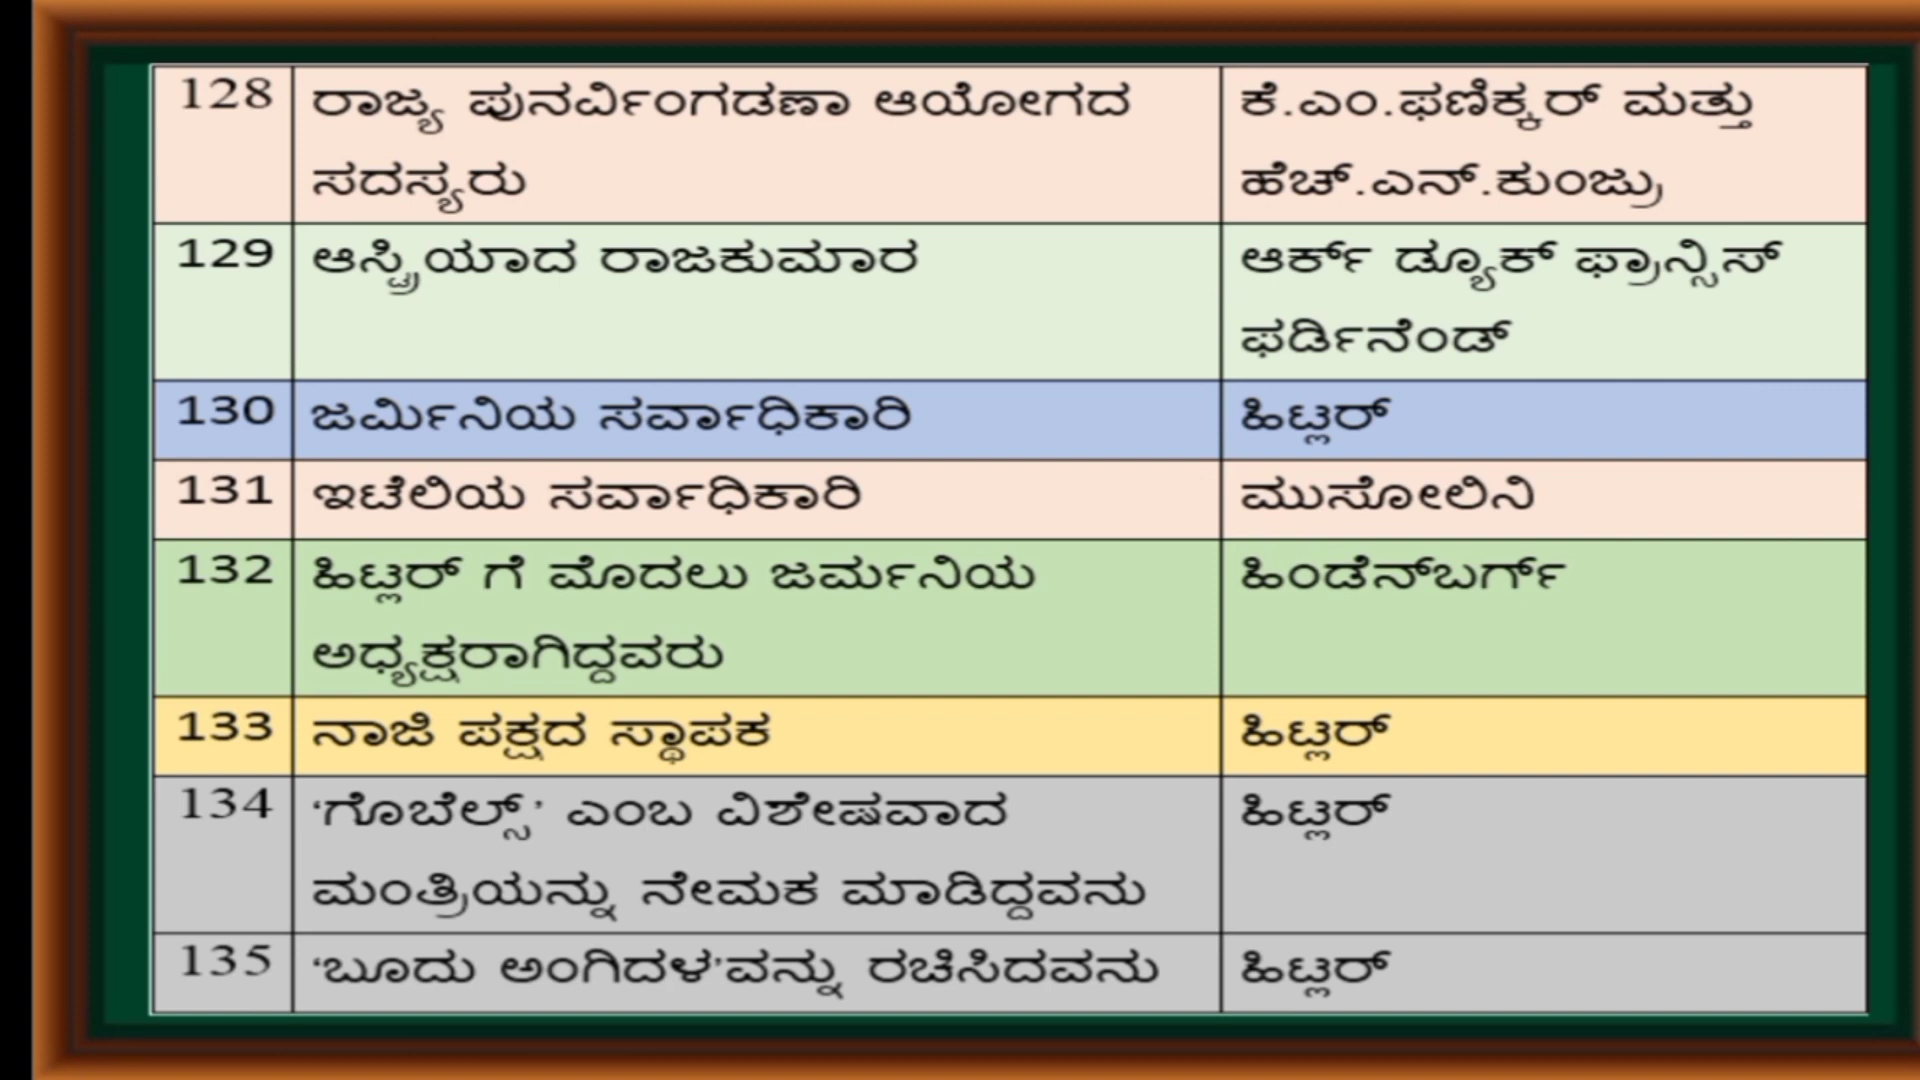 128 ರಾಜ್ಯ ಪುನರ್ವಿಂಗಡಣಾ ಆಯೋಗದ ಕೆ.ಎಂ.ಫಣಿಕ್ಕರ್ ಮತ್ತು
ಸದಸ್ಯರು ಹೆಚ್.ಎನ್.ಕುಂಜ್ರು
129 ಆಸ್ಟ್ರಿಯಾದ ರಾಜಕುಮಾರ ಆರ್ಕ್ ಡ್ಯೂಕ್ ಫ್ರಾನ್ಸಿಸ್
ಫರ್ಡಿನೆಂಡ್
130 ಜರ್ಮಿನಿಯ ಸರ್ವಾಧಿಕಾರಿ ಹಿಟ್ಲರ್
131 ಇಟೆಲಿಯ ಸರ್ವಾಧಿಕಾರಿ ಮುಸೋಲಿನಿ
132 ಹಿಟ್ಲರ್ ಗೆ ಮೊದಲು ಜರ್ಮನಿಯ ಹಿಂಡೆನ್‌ಬರ್ಗ್
ಅಧ್ಯಕ್ಷರಾಗಿದ್ದವರು
133 ನಾಜಿ ಪಕ್ಷದ ಸ್ಥಾಪಕ ಹಿಟ್ಲರ್
134 ‘ಗೊಬೆಲ್ಸ್’ ಎಂಬ ವಿಶೇಷವಾದ ಹಿಟ್ಲರ್
ಮಂತ್ರಿಯನ್ನು ನೇಮಕ ಮಾಡಿದ್ದವನು
135 ‘ಬೂದು ಅಂಗಿದಳ’ವನ್ನು ರಚಿಸಿದವನು ಹಿಟ್ಲರ್